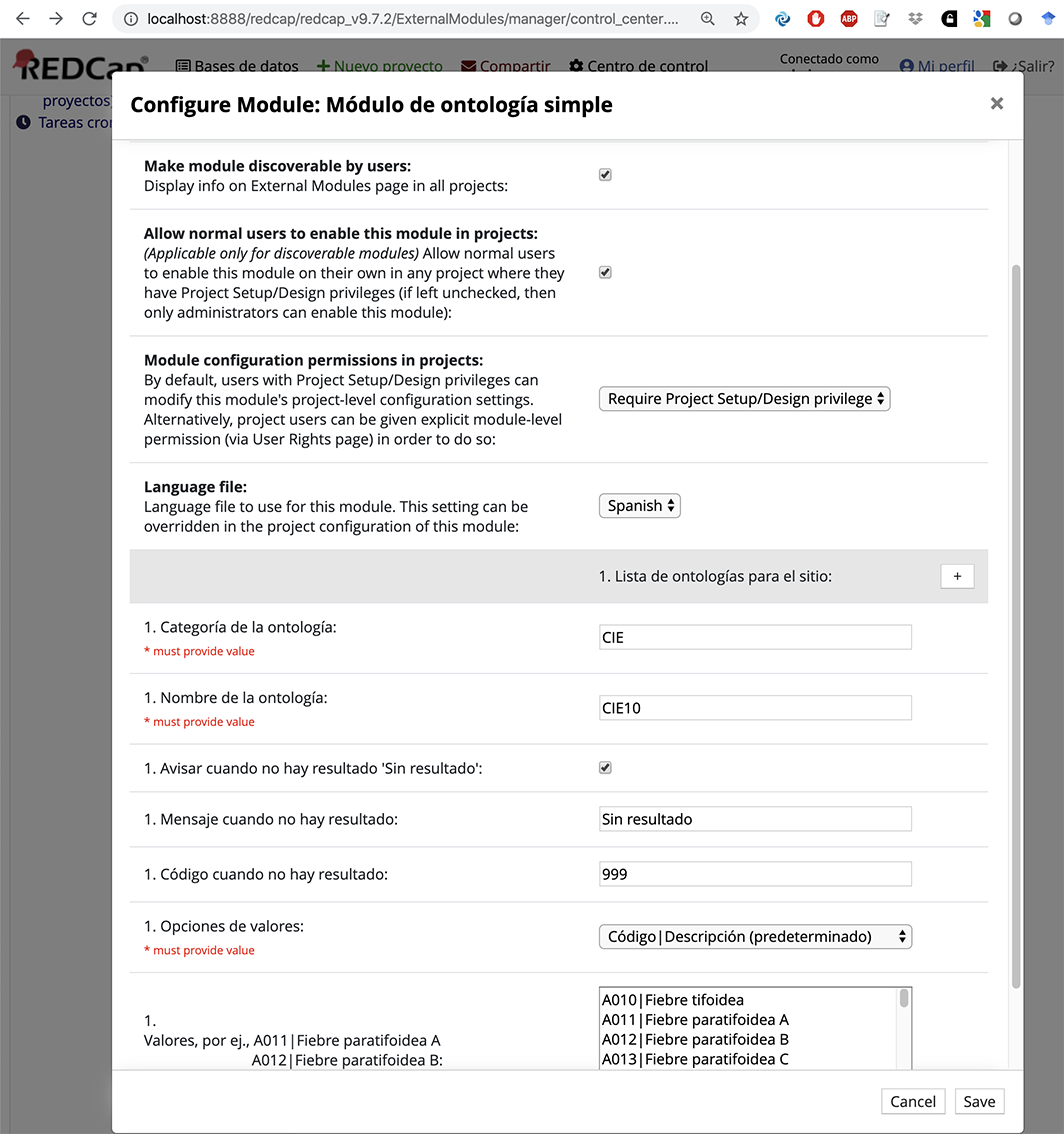 localhost:8888/redcap/redcap_v9.7.2/ExternalModules/manager/control_center....
ABP
REDCap® Bases de datos Nuevo proyecto Compartir Centro de control Conectado como Mi perfil ¿Salir?
proyectos
Tareas cron
Configure Module: Módulo de ontología simple
Make module discoverable by users:
Display info on External Modules page in all projects:
Allow normal users to enable this module in projects:
(Applicable only for discoverable modules) Allow normal users
to enable this module on their own in any project where they
have Project Setup/Design privileges (if left unchecked, then
only administrators can enable this module):
Module configuration permissions in projects:
By default, users with Project Setup/Design privileges can
modify this module's project-level configuration settings.
Alternatively, project users can be given explicit module-level
permission (via User Rights page) in order to do so:
Require Project Setup/Design privilege
Language file:
Language file to use for this module. This setting can be
overridden in the project configuration of this module:
Spanish
1. Lista de ontologías para el sitio:
+
1. Categoría de la ontología:
* must provide value
CIE
1. Nombre de la ontología:
* must provide value
CIE10
1. Avisar cuando no hay resultado 'Sin resultado':
1. Mensaje cuando no hay resultado:
Sin resultado
1. Código cuando no hay resultado:
999
1. Opciones de valores:
* must provide value
Código|Descripción (predeterminado)
1.
Valores, por ej., A011|Fiebre paratifoidea A
A012|Fiebre paratifoidea B:
A010|Fiebre tifoidea
A011|Fiebre paratifoidea A
A012|Fiebre paratifoidea B
A013|Fiebre paratifoidea C
Cancel
Save